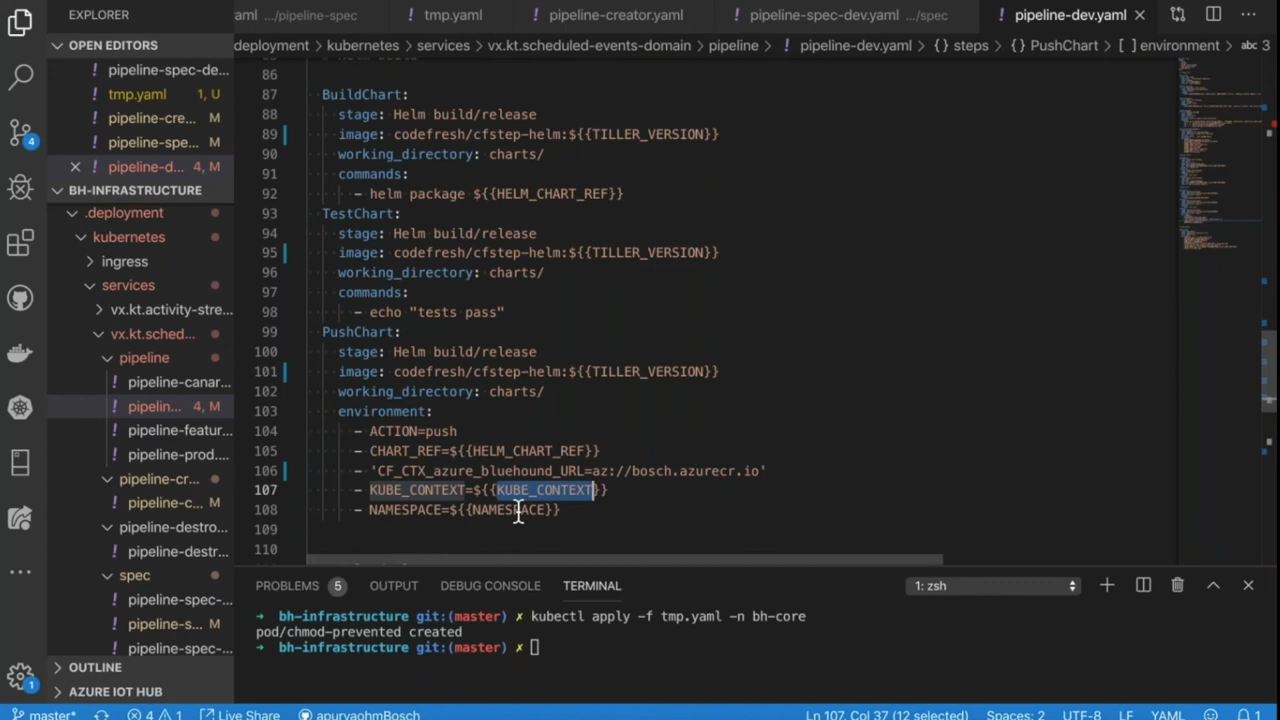 EXPLORER
aml .../pipeline-spec
tmp.yaml
pipeline-creator.yaml
pipeline-spec-dev.yaml .../spec
pipeline-dev.yaml
OPEN EDITORS
deployment > kubernetes > services > vx.kt.scheduled-events-domain > pipeline > ! pipeline-dev.yaml > {} steps > {} PushChart > [ ] environment > abc 3
! pipeline-spec-de...
! tmp.yaml 1, U
! pipeline-cre... M
! pipeline-spe... M
! pipeline-d... 4, M
BH-INFRASTRUCTURE
.deployment
kubernetes
ingress
services
vx.kt.activity-stre...
vx.kt.sched...
pipeline
! pipeline-canar...
! pipelin... 4, M
! pipeline-featur...
! pipeline-prod....
pipeline-cr...
! pipeline-c... M
pipeline-destro...
! pipeline-destr...
spec
! pipeline-spec-
! pipeline-s... M
! pipeline-spec-
OUTLINE
AZURE IOT HUB
86
87 BuildChart:
88 stage: Helm build/release
89 image: codefresh/cfstep-helm:${{TILLER_VERSION}}
90 working_directory: charts/
91 commands:
92 - helm package ${{HELM_CHART_REF}}
93 TestChart:
94 stage: Helm build/release
95 image: codefresh/cfstep-helm:${{TILLER_VERSION}}
96 working_directory: charts/
97 commands:
98 - echo "tests pass"
99 PushChart:
100 stage: Helm build/release
101 image: codefresh/cfstep-helm:${{TILLER_VERSION}}
102 working_directory: charts/
103 environment:
104 - ACTION=push
105 - CHART_REF=${{HELM_CHART_REF}}
106 - 'CF_CTX_azure_bluehound_URL=az://bosch.azurecr.io'
107 - KUBE_CONTEXT=${{KUBE_CONTEXT}}
108 - NAMESPACE=${{NAMESPACE}}
109
110
PROBLEMS 5 OUTPUT DEBUG CONSOLE TERMINAL 1: zsh
➜ bh-infrastructure git:(master) ✗ kubectl apply -f tmp.yaml -n bh-core
pod/chmod-prevented created
➜ bh-infrastructure git:(master) ✗
4
1
master* 4 1 Live Share apuryaohmBosch Ln 107, Col 37 (12 selected) Spaces: 2 UTF-8 LF YAML 1